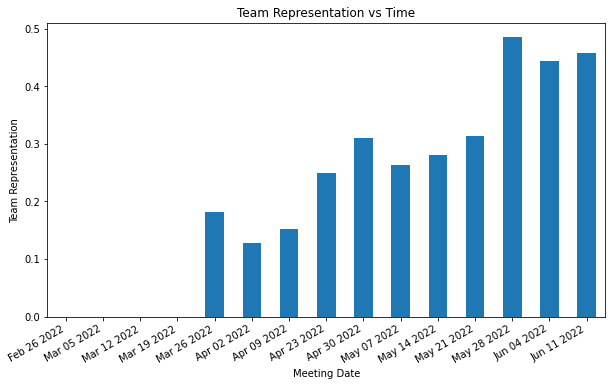 Team Representation vs Time
0.5
0.4
0.3
0.2
0.1
0.0
Team Representation
Feb 26 2022
Mar 05 2022
Mar 12 2022
Mar 19 2022
Mar 26 2022
Apr 02 2022
Apr 09 2022
Apr 23 2022
Apr 30 2022
May 07 2022
May 14 2022
May 21 2022
May 28 2022
Jun 04 2022
Jun 11 2022
Meeting Date